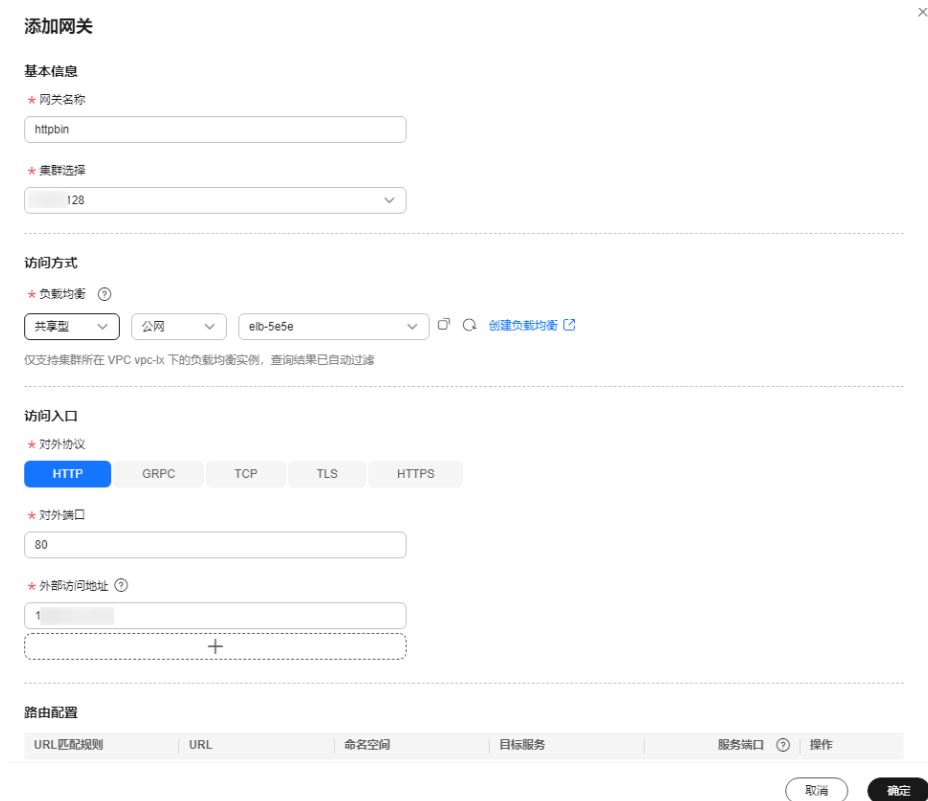 添加网关
基本信息
* 网关名称
httpbin
* 集群选择
128
访问方式
* 负载均衡 ?
共享型 公网 elb-5e5e 创建负载均衡
仅支持集群所在 VPC vpc-lx 下的负载均衡实例，查询结果已自动过滤
访问入口
* 对外协议
HTTP GRPC TCP TLS HTTPS
* 对外端口
80
* 外部访问地址 ?
1
路由配置
URL匹配规则 URL 命名空间 目标服务 服务端口 ? 操作
取消 确定